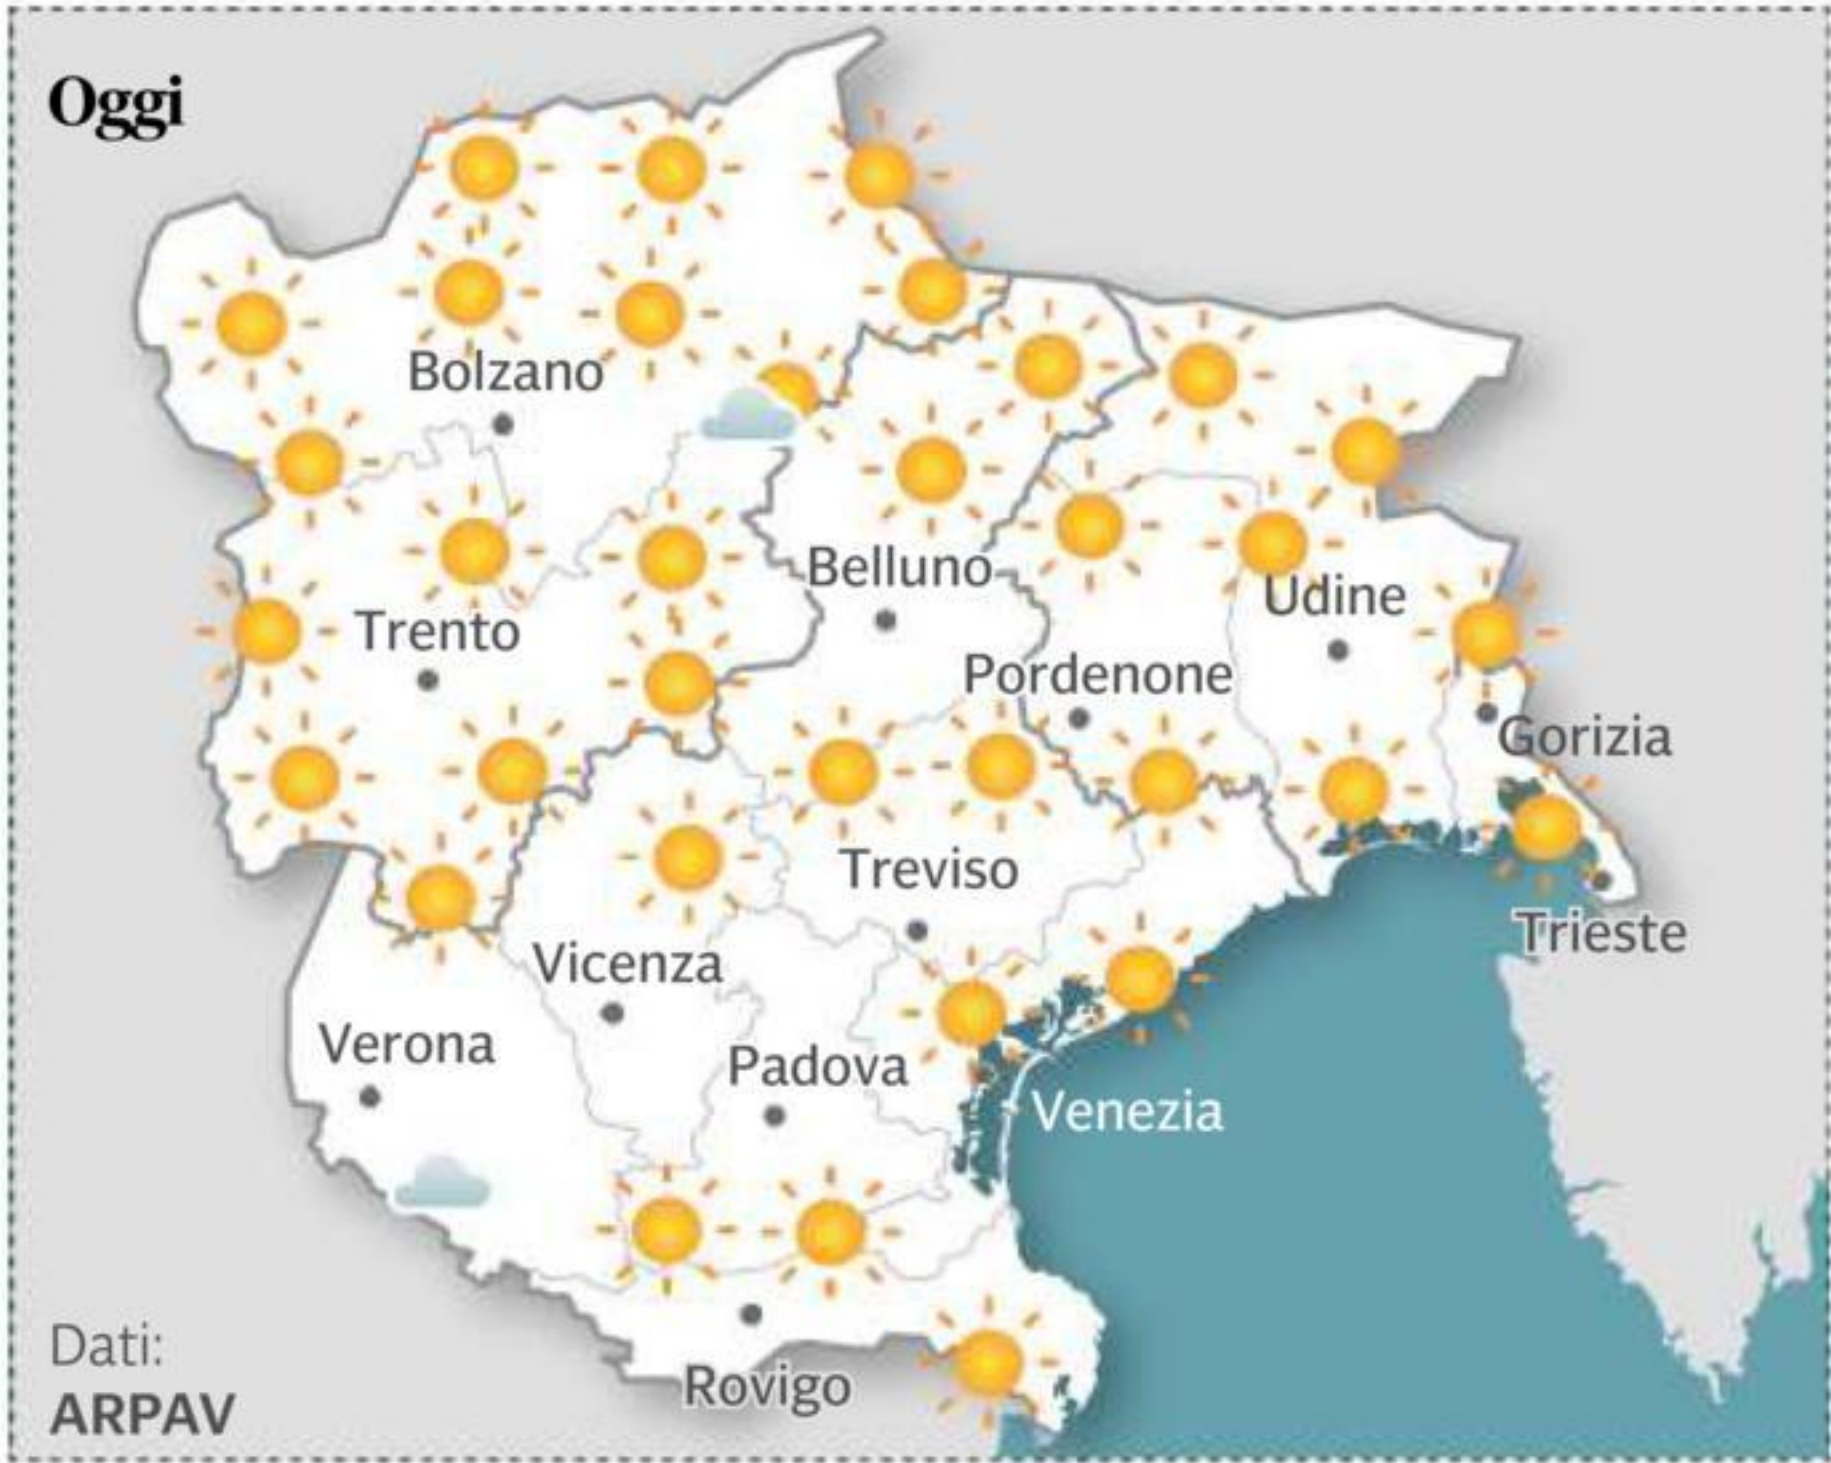 Oggi
Bolzano
Belluno
Udine
Trento
Pordenone
Gorizia
Treviso
Trieste
Vicenza
Verona
Padova
Venezia
Rovigo
Dati:
ARPAV